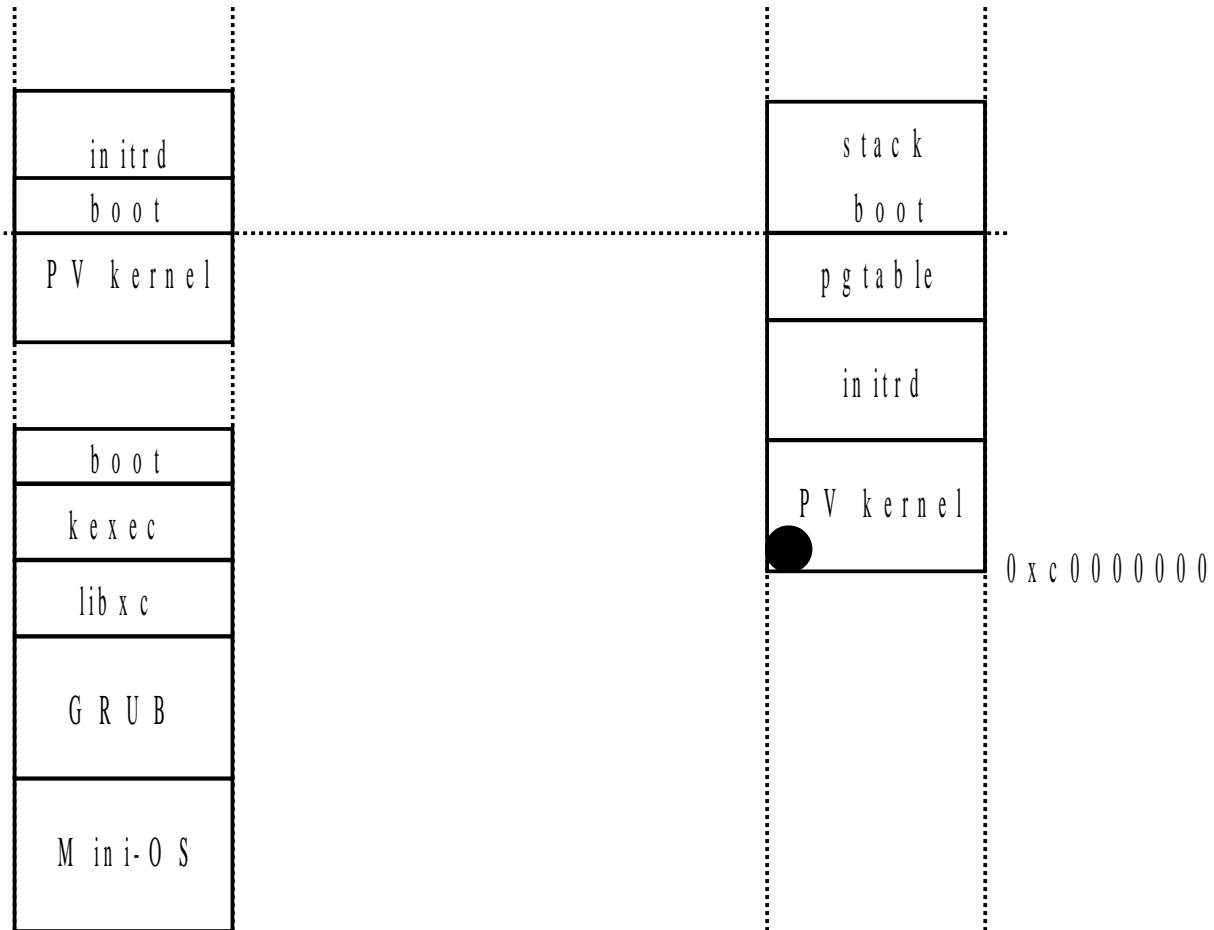 initrd
boot
PV kernel
boot
kexec
libxc
GRUB
Mini-OS
stack
boot
pgtable
initrd
PV kernel
0xc0000000